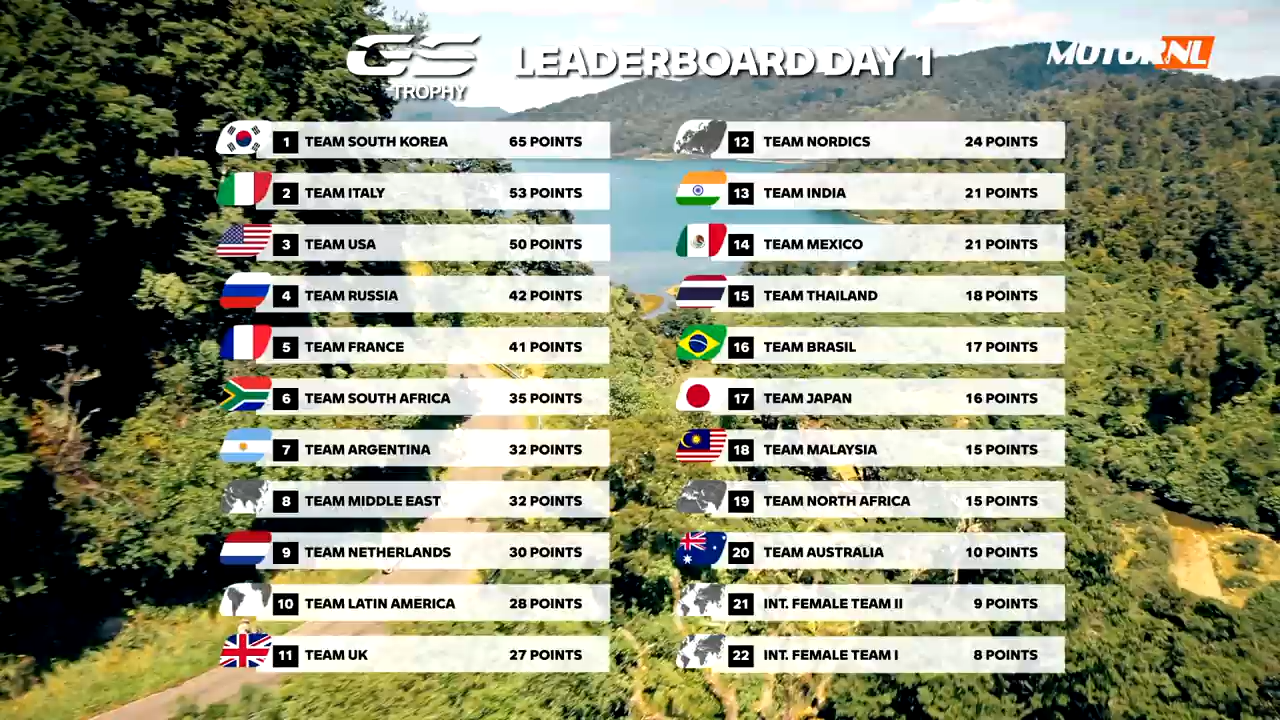 GS
TROPHY
LEADERBOARD DAY 1
MOTORNL
1 TEAM SOUTH KOREA 65 POINTS
2 TEAM ITALY 53 POINTS
3 TEAM USA 50 POINTS
4 TEAM RUSSIA 42 POINTS
5 TEAM FRANCE 41 POINTS
6 TEAM SOUTH AFRICA 35 POINTS
7 TEAM ARGENTINA 32 POINTS
8 TEAM MIDDLE EAST 32 POINTS
9 TEAM NETHERLANDS 30 POINTS
10 TEAM LATIN AMERICA 28 POINTS
11 TEAM UK 27 POINTS
12 TEAM NORDICS 24 POINTS
13 TEAM INDIA 21 POINTS
14 TEAM MEXICO 21 POINTS
15 TEAM THAILAND 18 POINTS
16 TEAM BRASIL 17 POINTS
17 TEAM JAPAN 16 POINTS
18 TEAM MALAYSIA 15 POINTS
19 TEAM NORTH AFRICA 15 POINTS
20 TEAM AUSTRALIA 10 POINTS
21 INT. FEMALE TEAM II 9 POINTS
22 INT. FEMALE TEAM I 8 POINTS